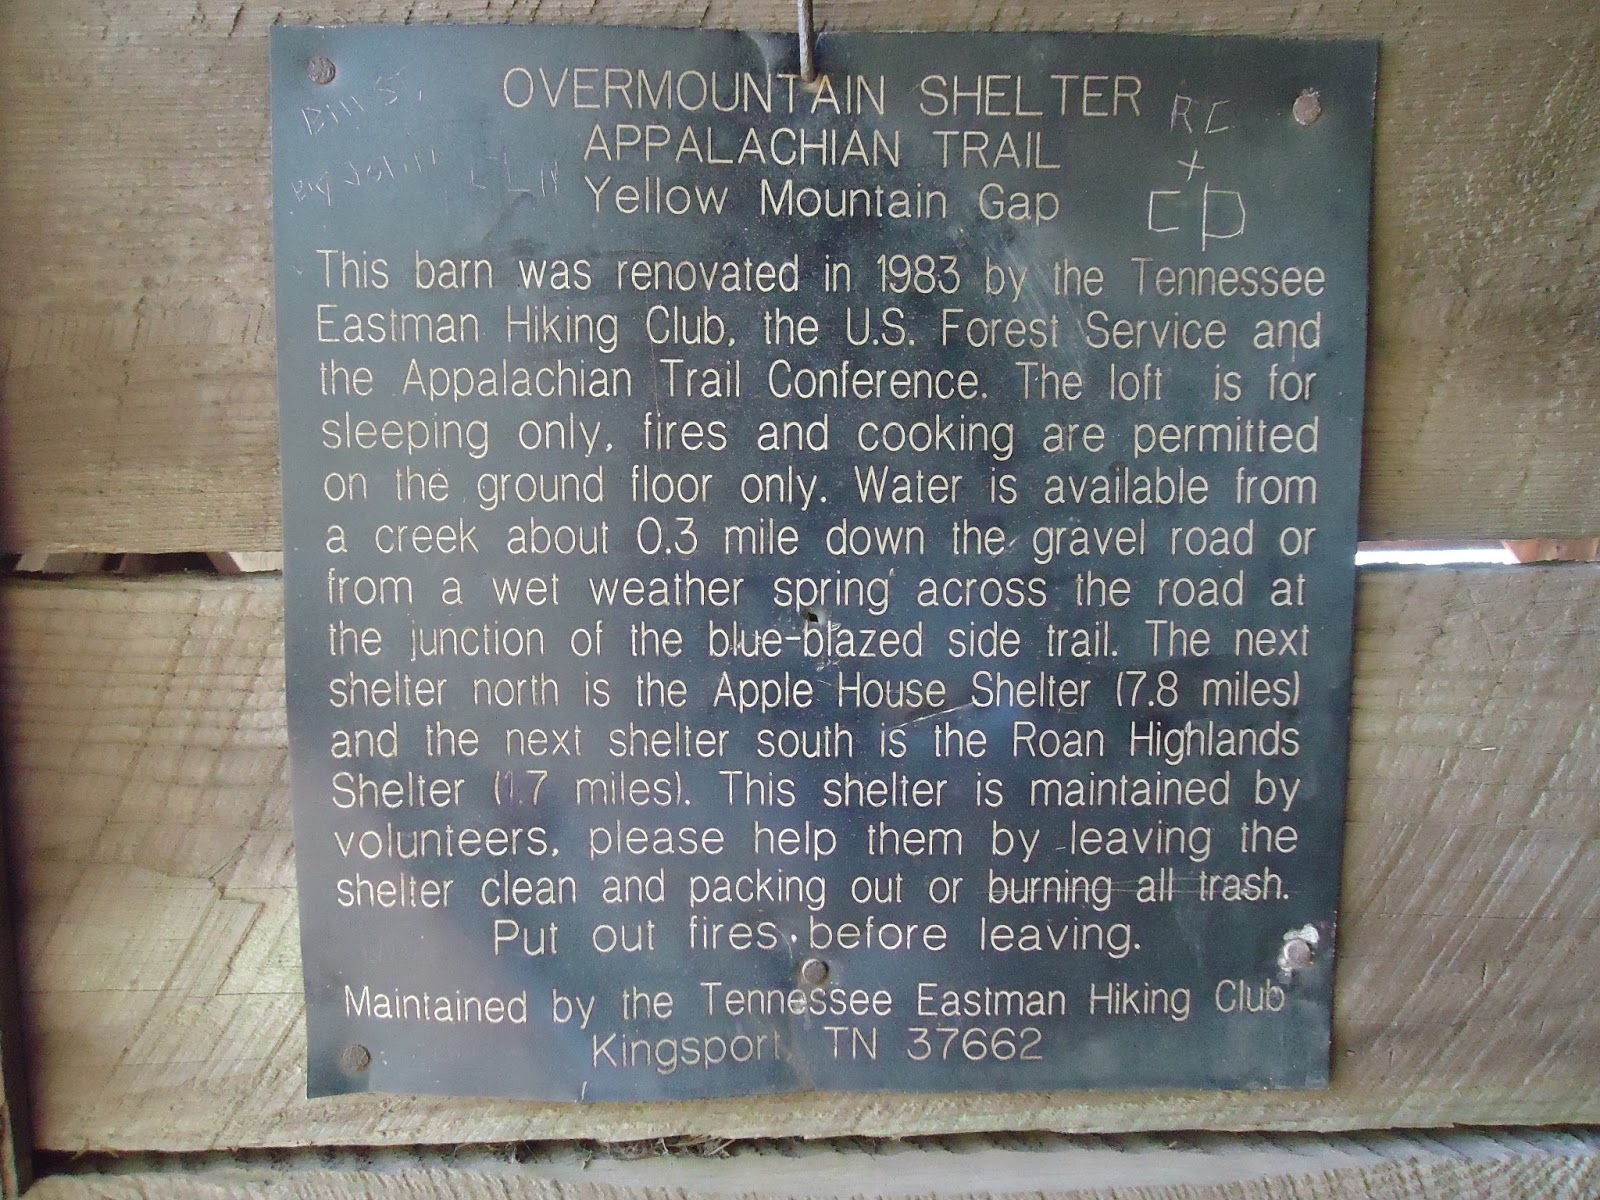 OVERMOUNTAIN SHELTER
APPALACHIAN TRAIL
Yellow Mountain Gap
Bill St,
Big John
RC
+
CP
This barn was renovated in 1983 by the Tennessee
Eastman Hiking Club, the U.S. Forest Service and
the Appalachian Trail Conference. The loft is for
sleeping only, fires and cooking are permitted
on the ground floor only. Water is available from
a creek about 0.3 mile down the gravel road or
from a wet weather spring across the road at
the junction of the blue-blazed side trail. The next
shelter north is the Apple House Shelter (7.8 miles)
and the next shelter south is the Roan Highlands
Shelter (1.7 miles). This shelter is maintained by
volunteers, please help them by leaving the
shelter clean and packing out or burning all trash.
Put out fires before leaving.
Maintained by the Tennessee Eastman Hiking Club
Kingsport, TN 37662